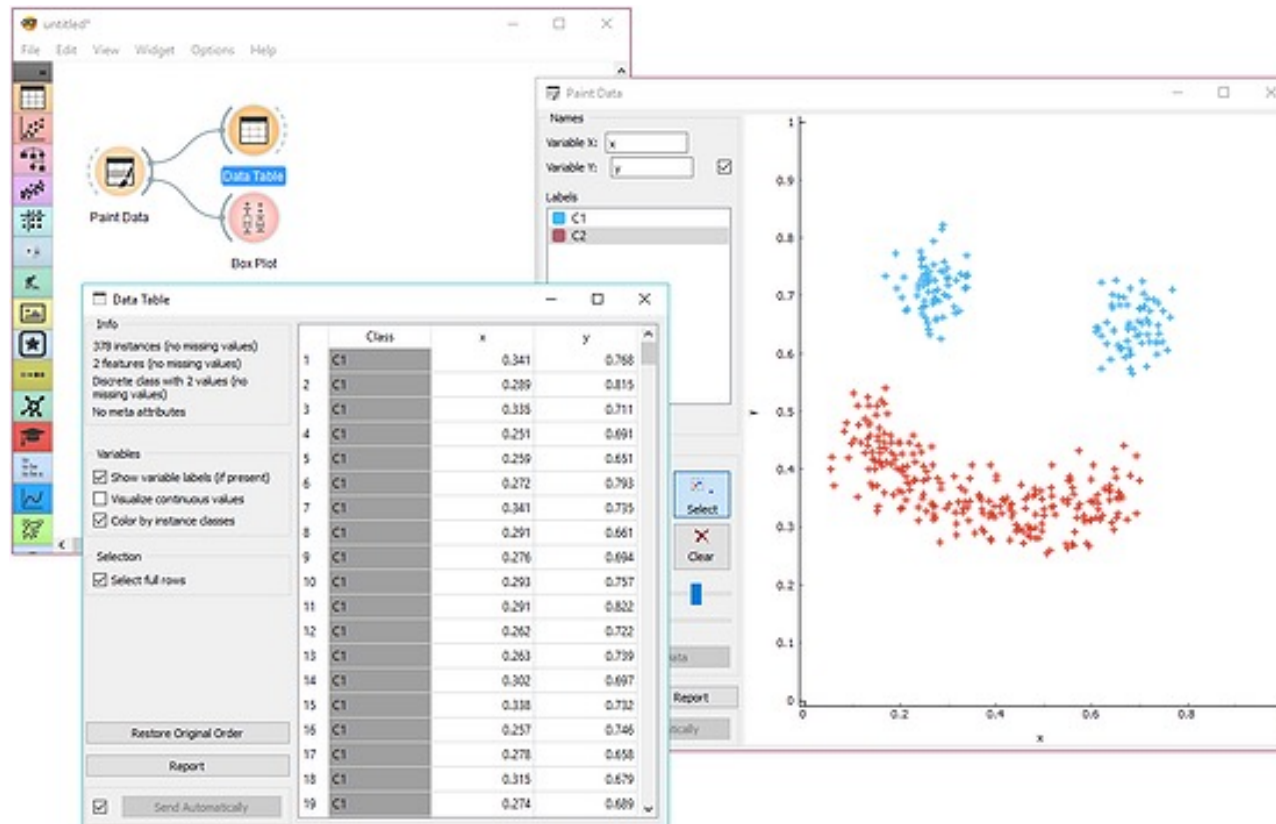 untitled*
File Edit View Widget Options Help
Paint Data
Data Table
Box Plot
Paint Data
Names
Variable X: x
Variable Y: y
Labels
C1
C2
Select
Clear
Report
1
0.9
0.8
0.7
0.6
0.5
0.4
0.3
0.2
0.1
0
0 0.2 0.4 0.6 0.8
x
Data Table
Info
378 instances (no missing values)
2 features (no missing values)
Discrete class with 2 values (no
missing values)
No meta attributes
Variables
Show variable labels (if present)
Visualize continuous values
Color by instance classes
Selection
Select full rows
Restore Original Order
Report
Send Automatically
Class x y
1 C1 0.341 0.768
2 C1 0.289 0.815
3 C1 0.335 0.711
4 C1 0.251 0.691
5 C1 0.259 0.651
6 C1 0.272 0.793
7 C1 0.341 0.735
8 C1 0.291 0.661
9 C1 0.276 0.694
10 C1 0.293 0.757
11 C1 0.291 0.822
12 C1 0.262 0.722
13 C1 0.263 0.739
14 C1 0.302 0.697
15 C1 0.338 0.732
16 C1 0.257 0.746
17 C1 0.278 0.658
18 C1 0.315 0.679
19 C1 0.274 0.689